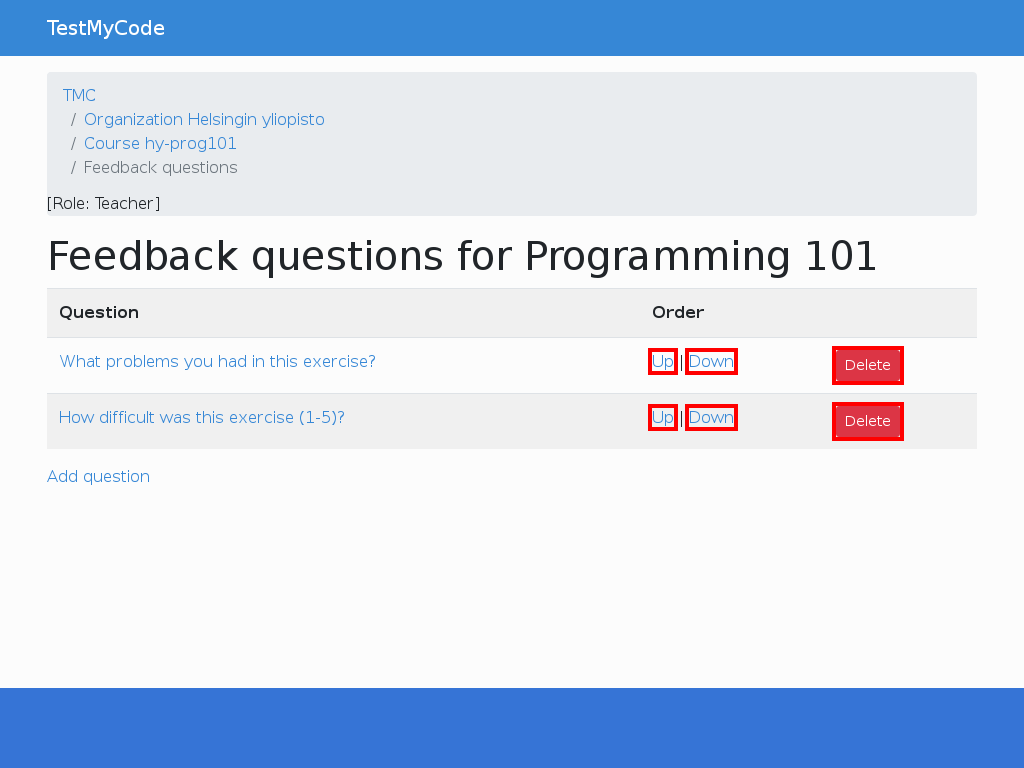 TestMyCode
TMC
/ Organization Helsingin yliopisto
/ Course hy-prog101
/ Feedback questions
[Role: Teacher]
Feedback questions for Programming 101
Question Order
What problems you had in this exercise? Up | Down Delete
How difficult was this exercise (1-5)? Up | Down Delete
Add question